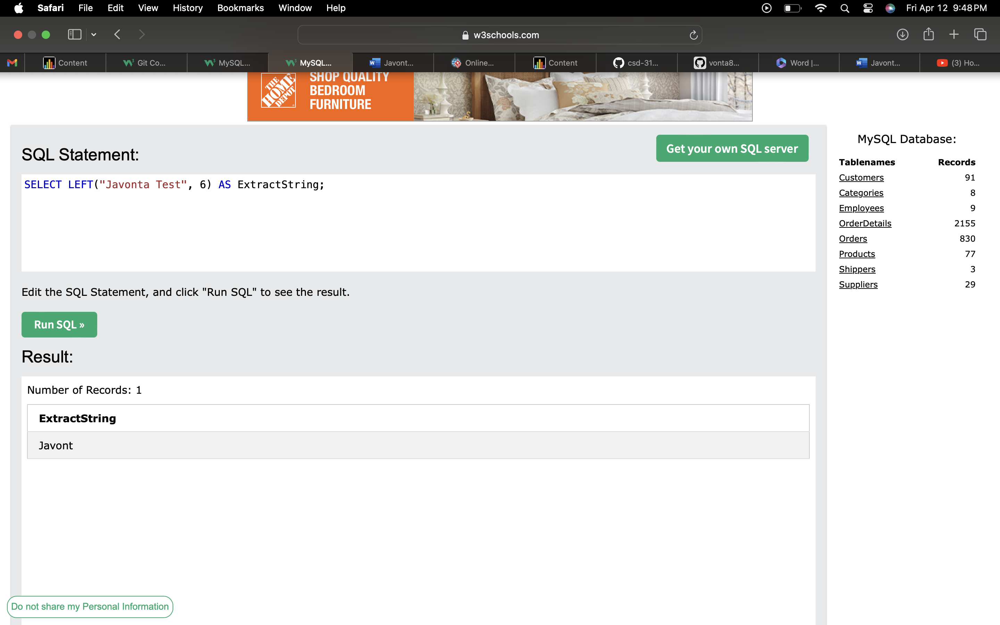 Safari File Edit View History Bookmarks Window Help Fri Apr 12 9:48 PM
w3schools.com
Content W3 Git Co... W3 MySQL... W3 MySQL... W Javont... Online... Content csd-31... vonta8... Word |... W Javont... (3) Ho...
THE HOME DEPOT
SHOP QUALITY
BEDROOM
FURNITURE
SQL Statement:
Get your own SQL server
SELECT LEFT("Javonta Test", 6) AS ExtractString;
Edit the SQL Statement, and click "Run SQL" to see the result.
Run SQL »
Result:
Number of Records: 1
ExtractString
Javont
MySQL Database:
Tablenames Records
Customers 91
Categories 8
Employees 9
OrderDetails 2155
Orders 830
Products 77
Shippers 3
Suppliers 29
Do not share my Personal Information